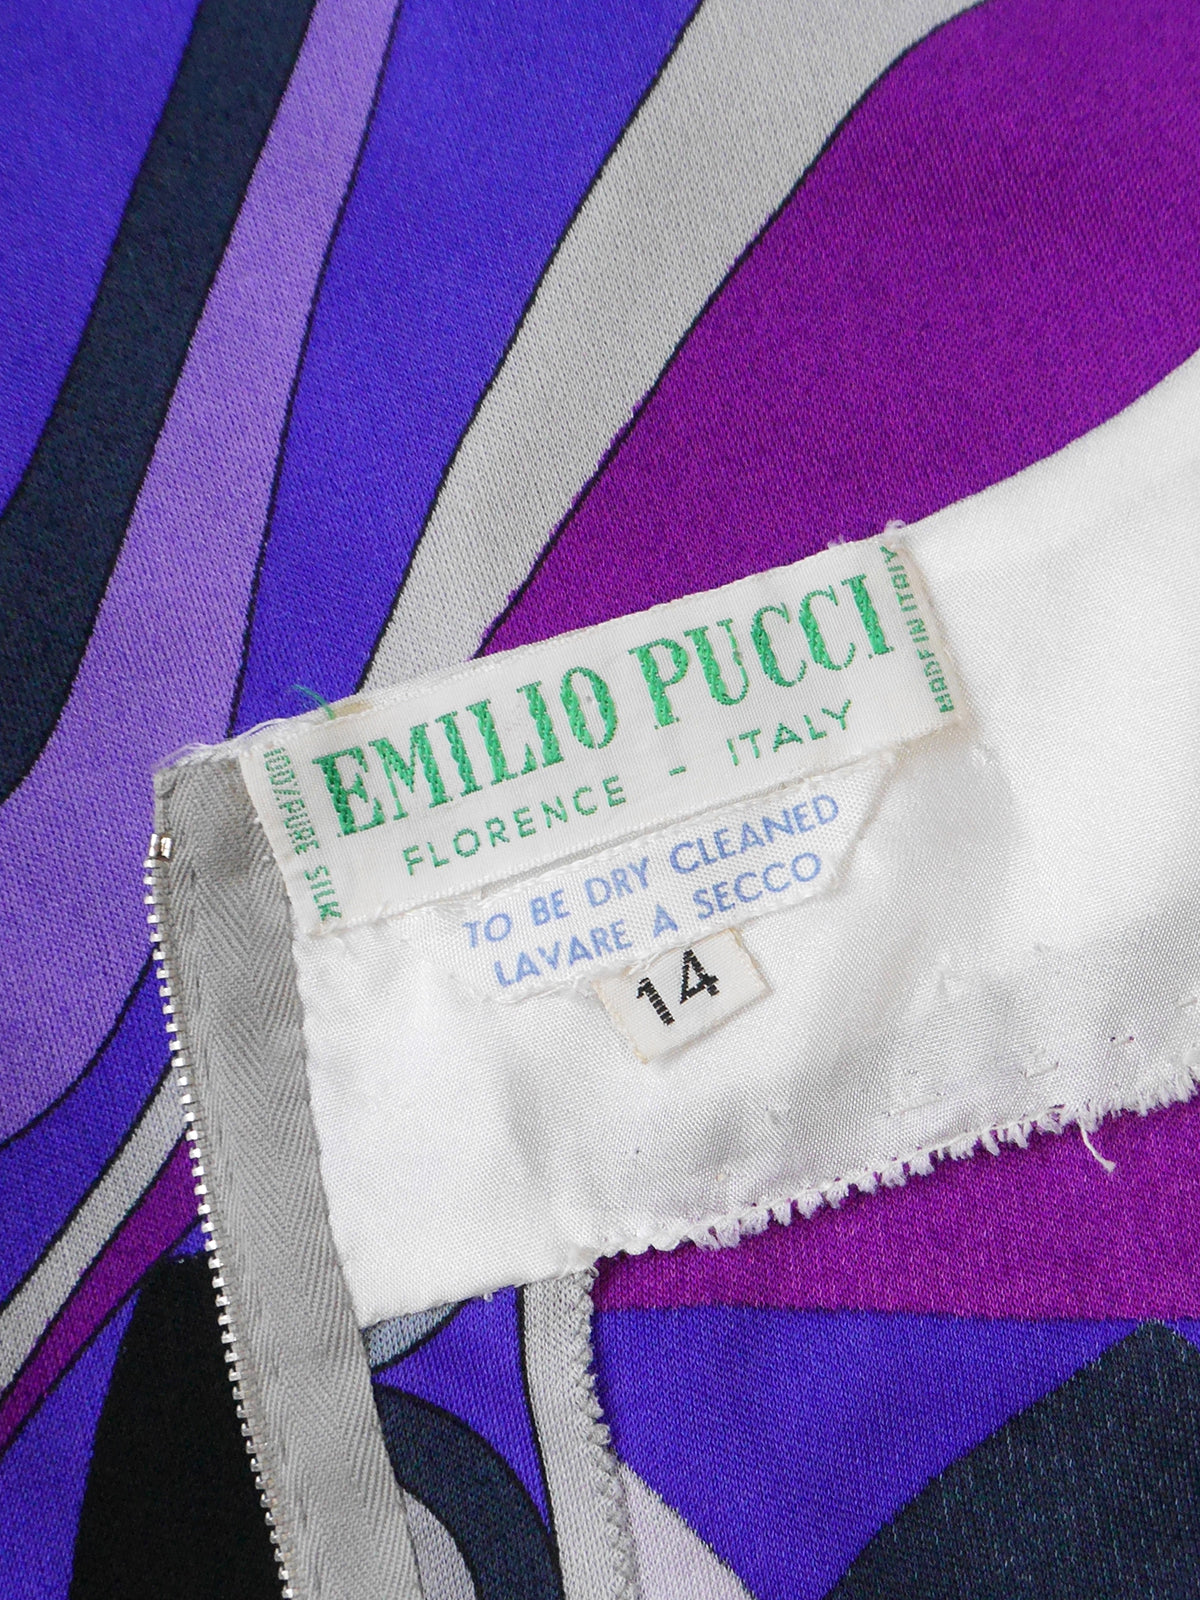 EMILIO PUCCI
FLORENCE - ITALY
100% PURE SILK
MADE IN ITALY
TO BE DRY CLEANED
LAVARE A SECCO
14